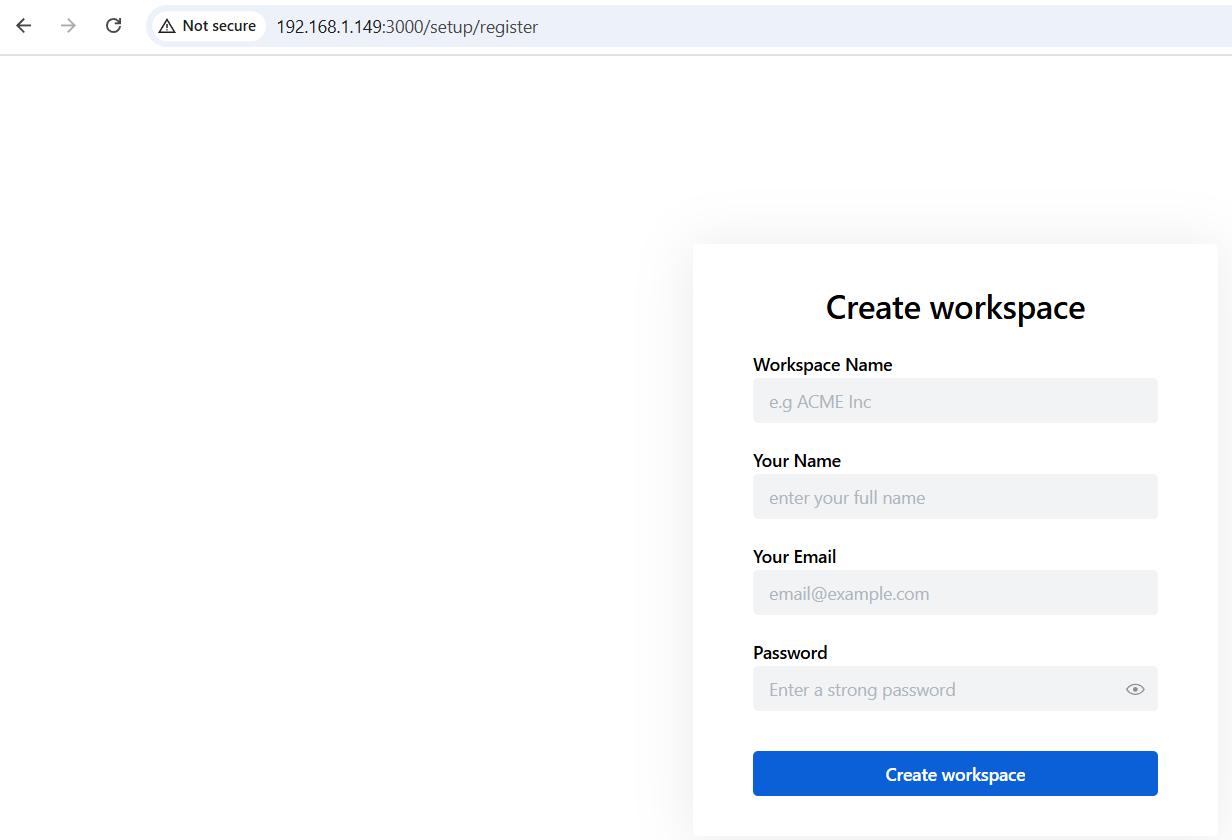 Not secure 192.168.1.149:3000/setup/register
Create workspace
Workspace Name
e.g ACME Inc
Your Name
enter your full name
Your Email
email@example.com
Password
Enter a strong password
Create workspace